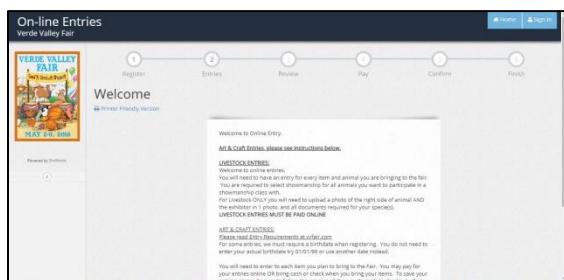 On-line Entries
Verde Valley Fair
Home
Sign In
VERDE VALLEY
FAIR
MAY 2-6, 2018
1
2
3
4
5
6
Register
Entries
Review
Pay
Confirm
Finish
Welcome
Printer Friendly Version
Powered by
Welcome to Online Entry.
Art & Craft Entries, please see instructions below.
LIVESTOCK ENTRIES:
Welcome to online entries,
You will need to have an entry for every item and animal you are bringing to the fair.
You are required to select showmanship for all animals you want to participate in a
showmanship class with.
For Livestock ONLY you will need to upload a photo of the right side of animal AND
the exhibitor in 1 photo, and all documents required for your specie(s).
LIVESTOCK ENTRIES MUST BE PAID ONLINE
ART & CRAFT ENTRIES:
Please read Entry Requirements at vvfair.com
For some entries, we must require a birthdate when registering. You do not need to
enter your actual birthdate try 01/01/99 or use another date instead.
You will need to enter to each item you plan to bring to the Fair. You may pay for
your entries online OR bring cash or check when you bring your items. To save your